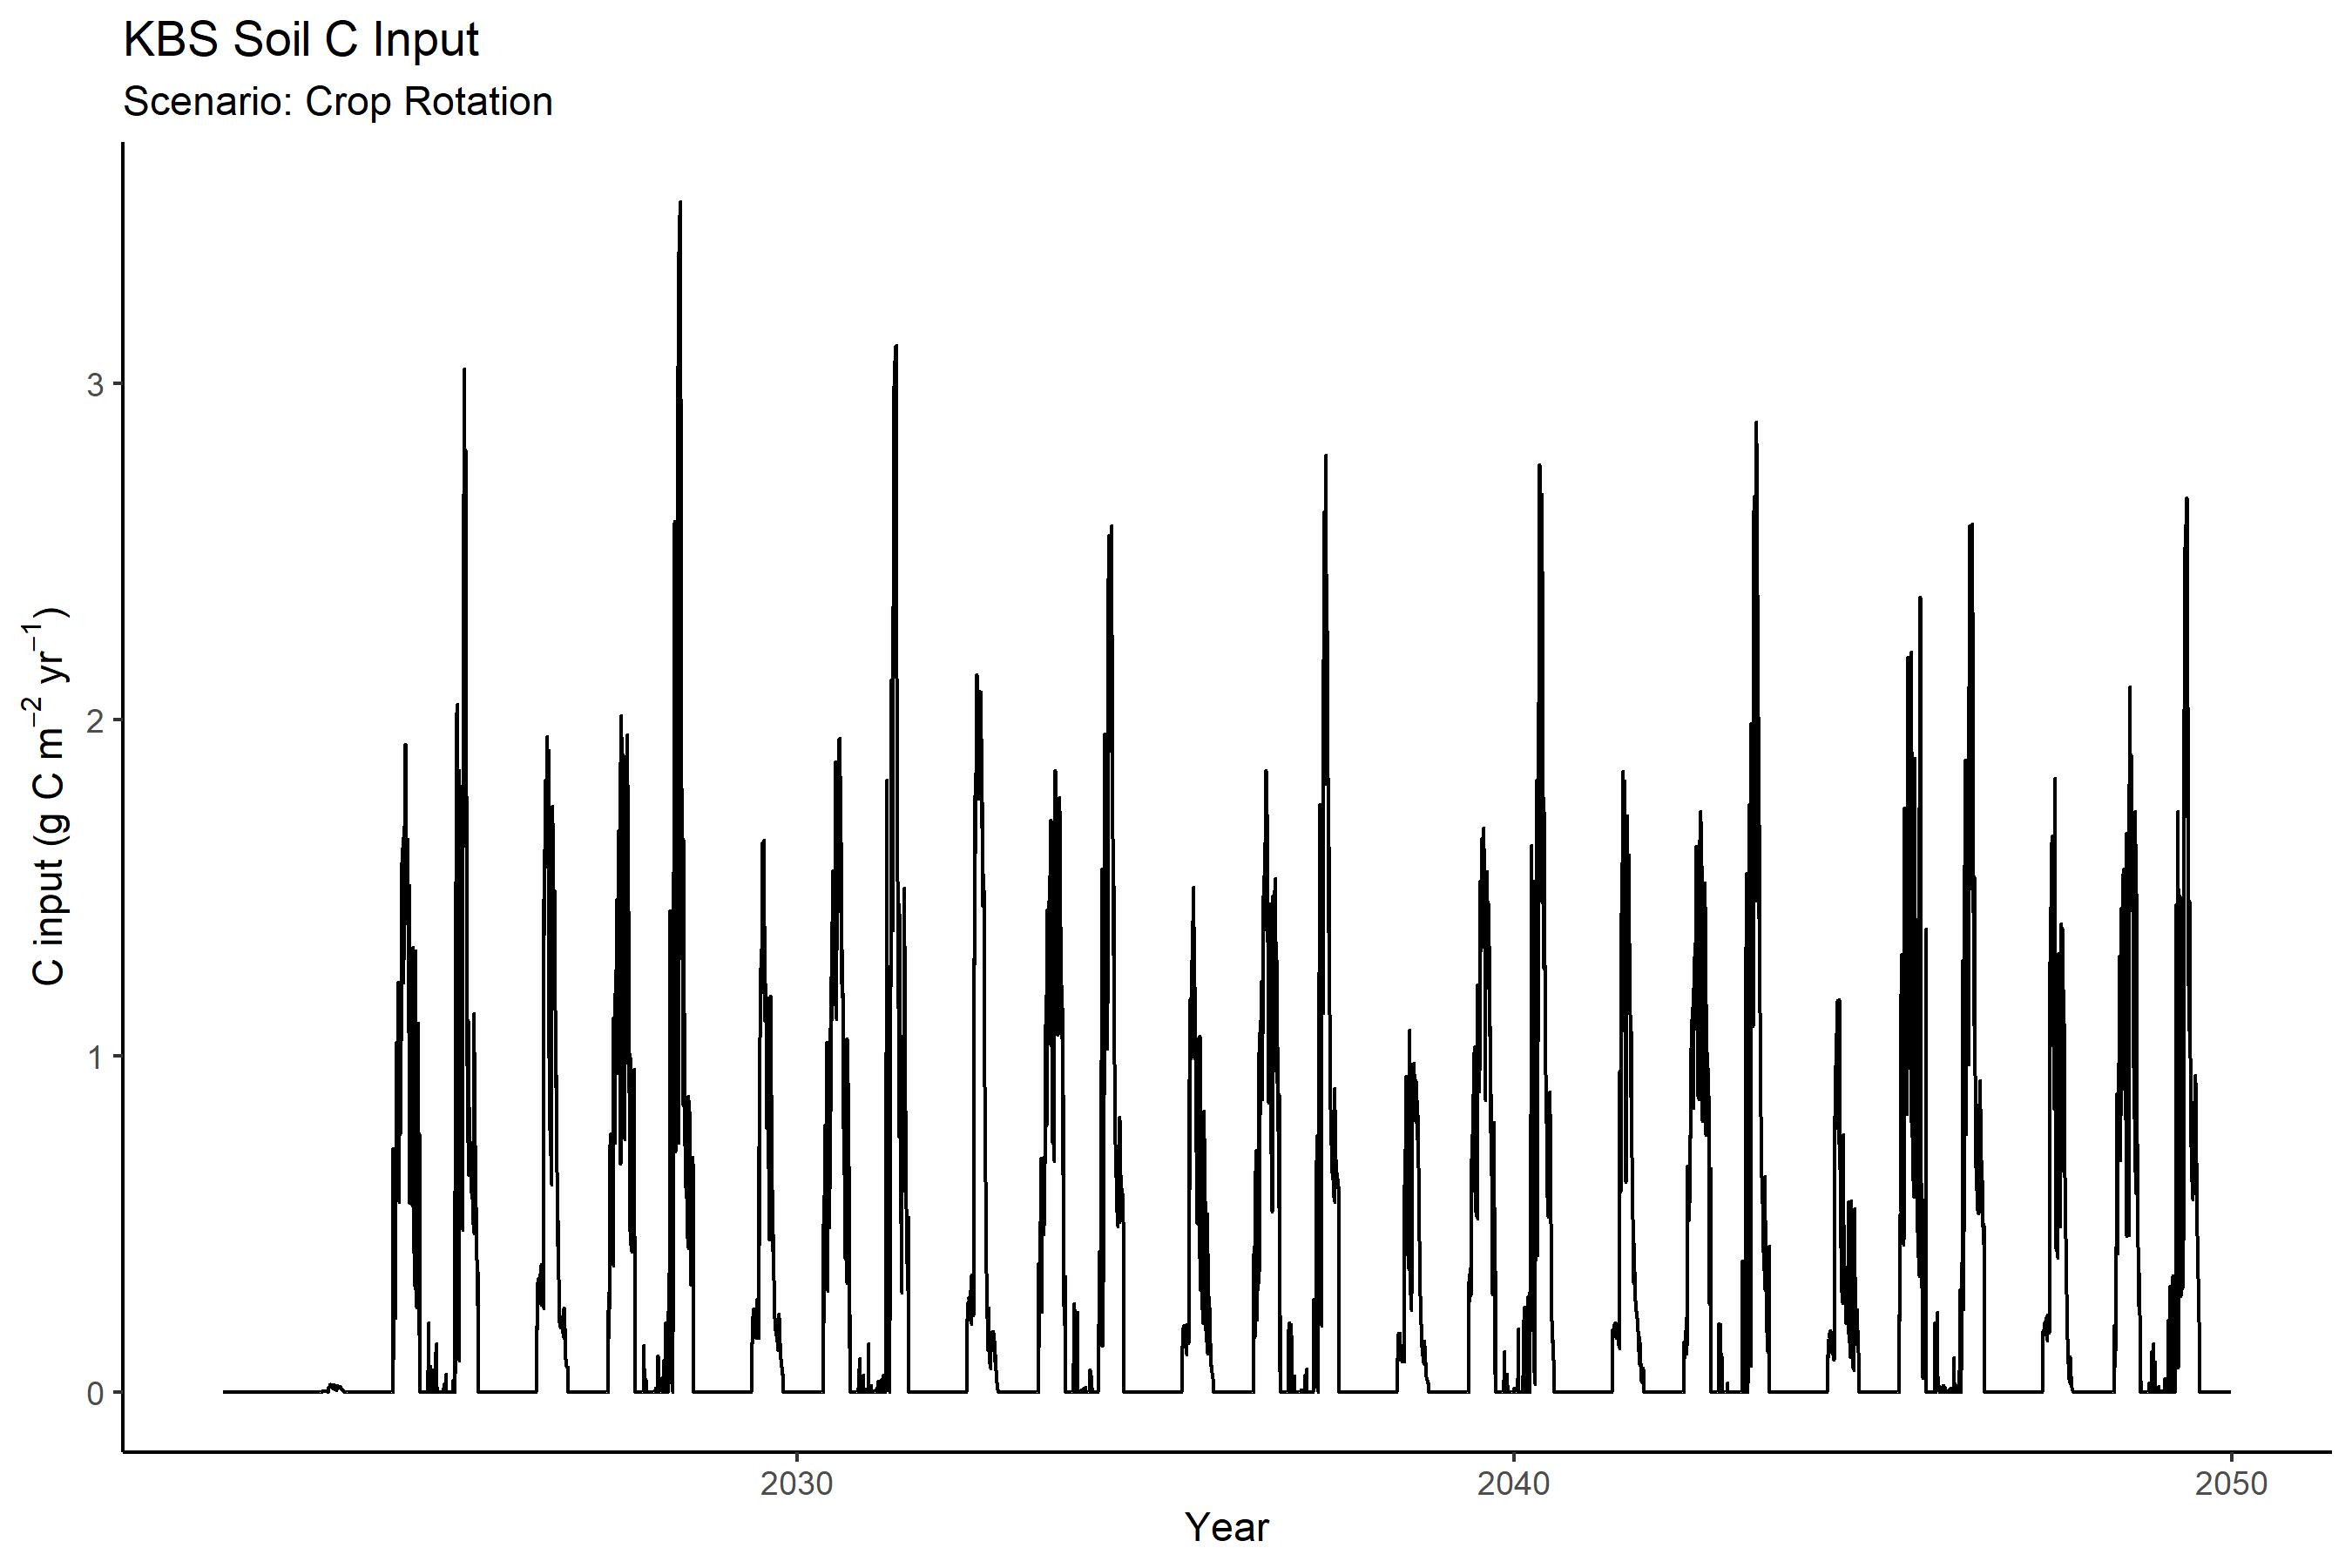 KBS Soil C Input
Scenario: Crop Rotation
C input (g C m⁻² yr⁻¹)
3
2
1
0
2030
2040
2050
Year